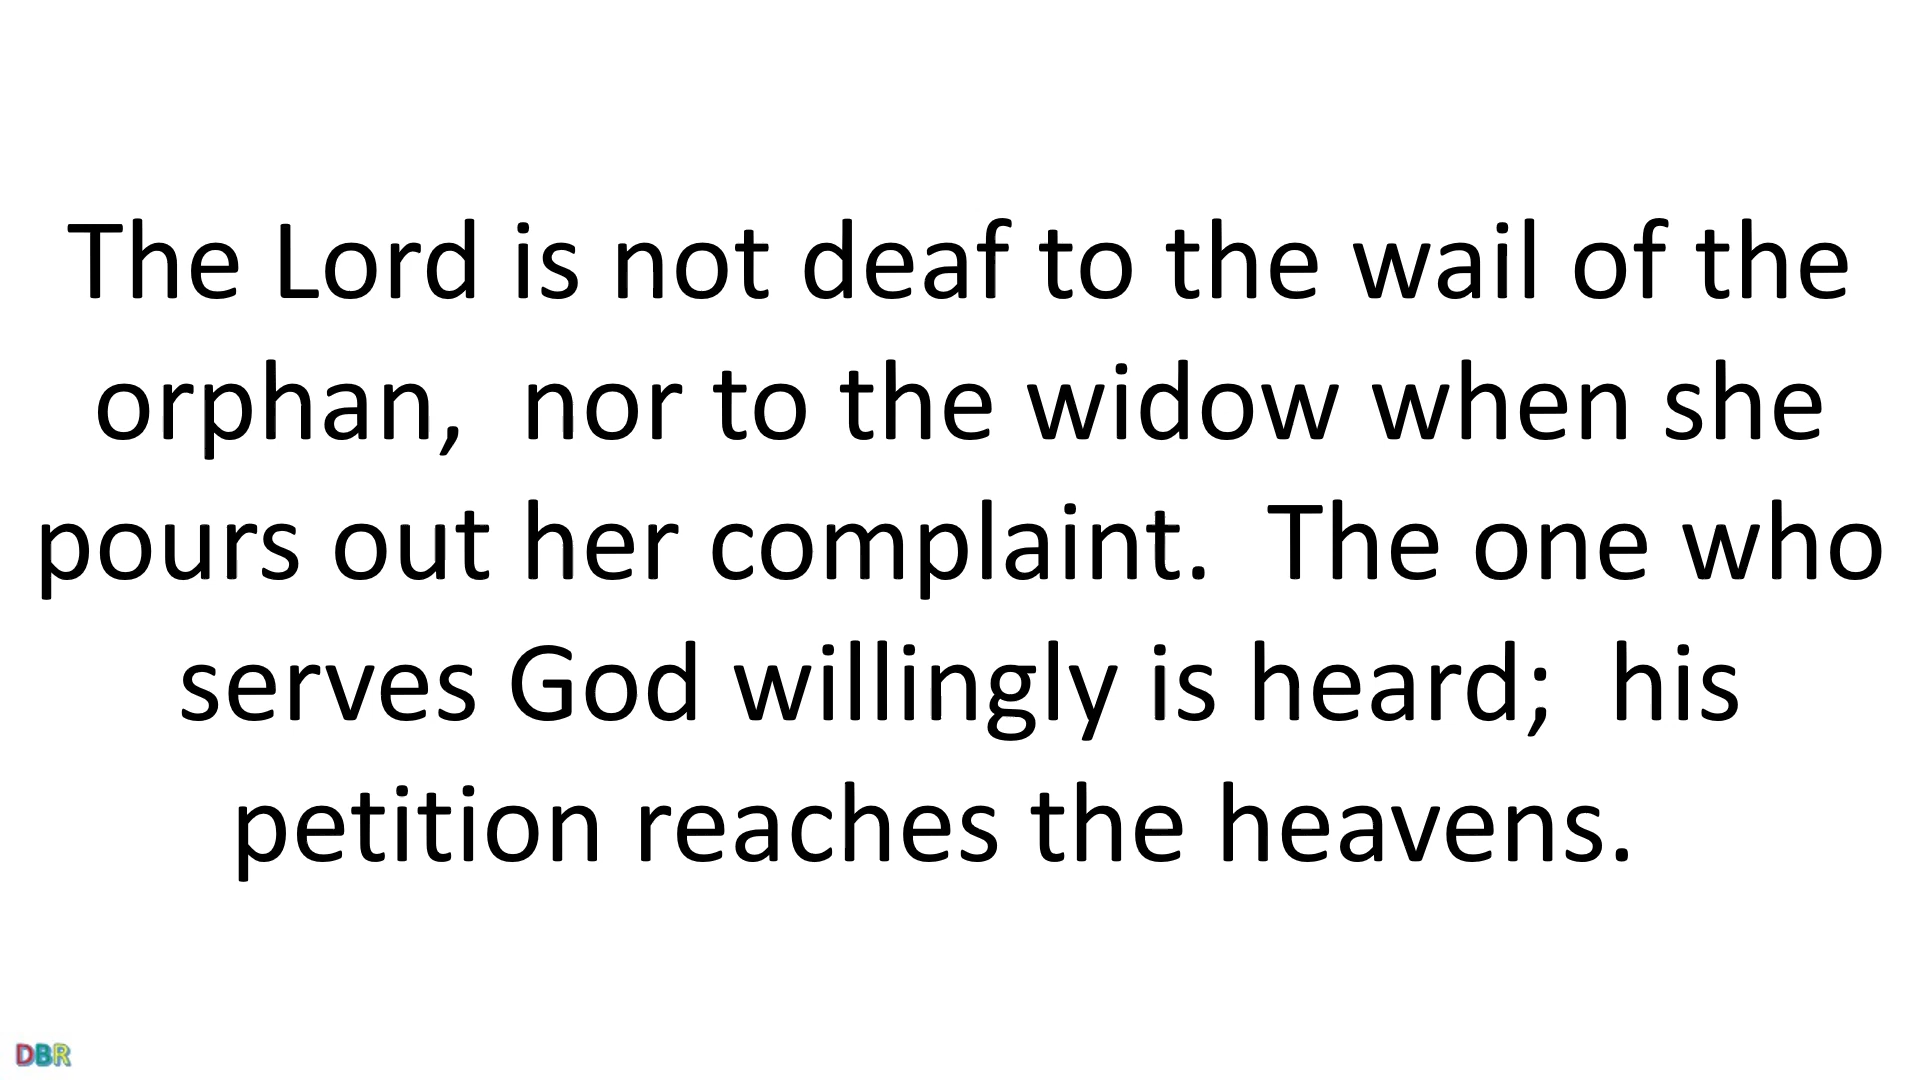 The Lord is not deaf to the wail of the
orphan,  nor to the widow when she
pours out her complaint.  The one who
serves God willingly is heard;  his
petition reaches the heavens.
DBR